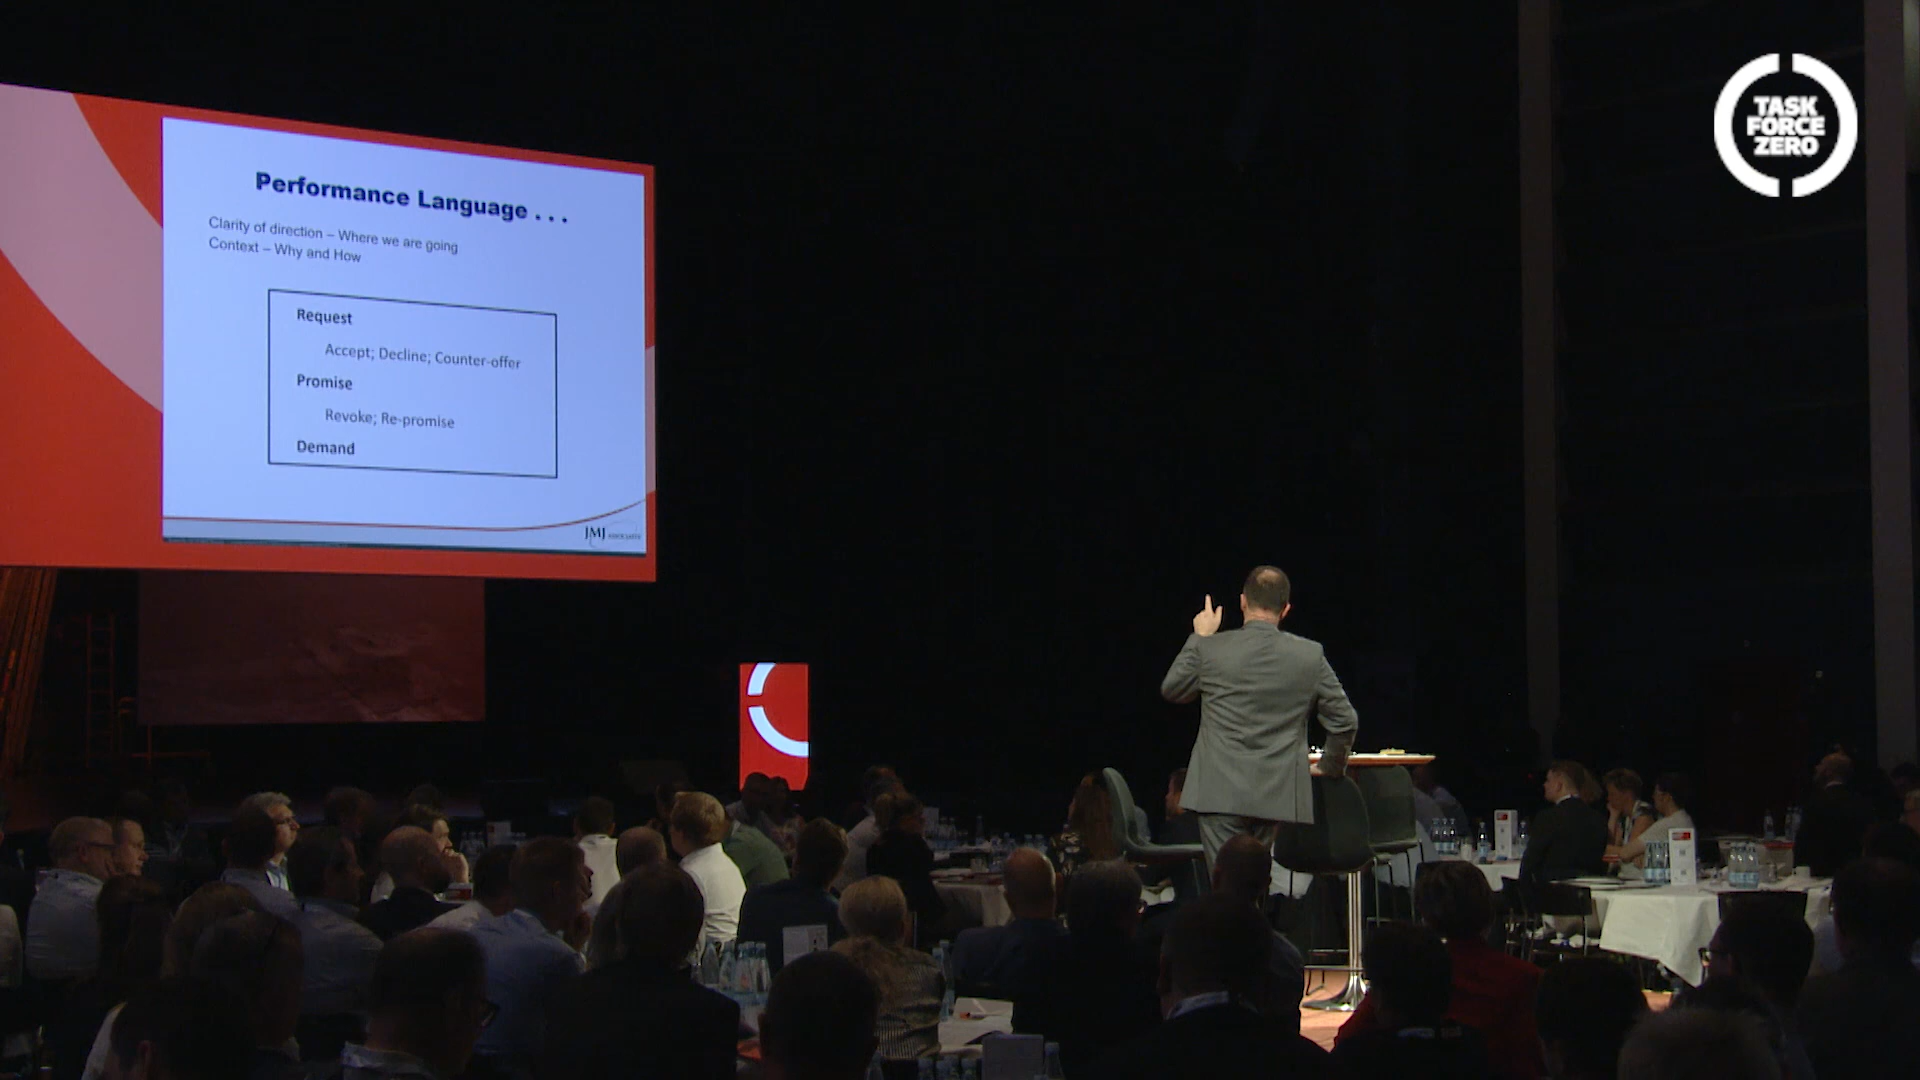 Performance Language . . .
Clarity of direction – Where we are going
Context – Why and How
Request
Accept; Decline; Counter-offer
Promise
Revoke; Re-promise
Demand
JMJ ASSOCIATES
TASK
FORCE
ZERO